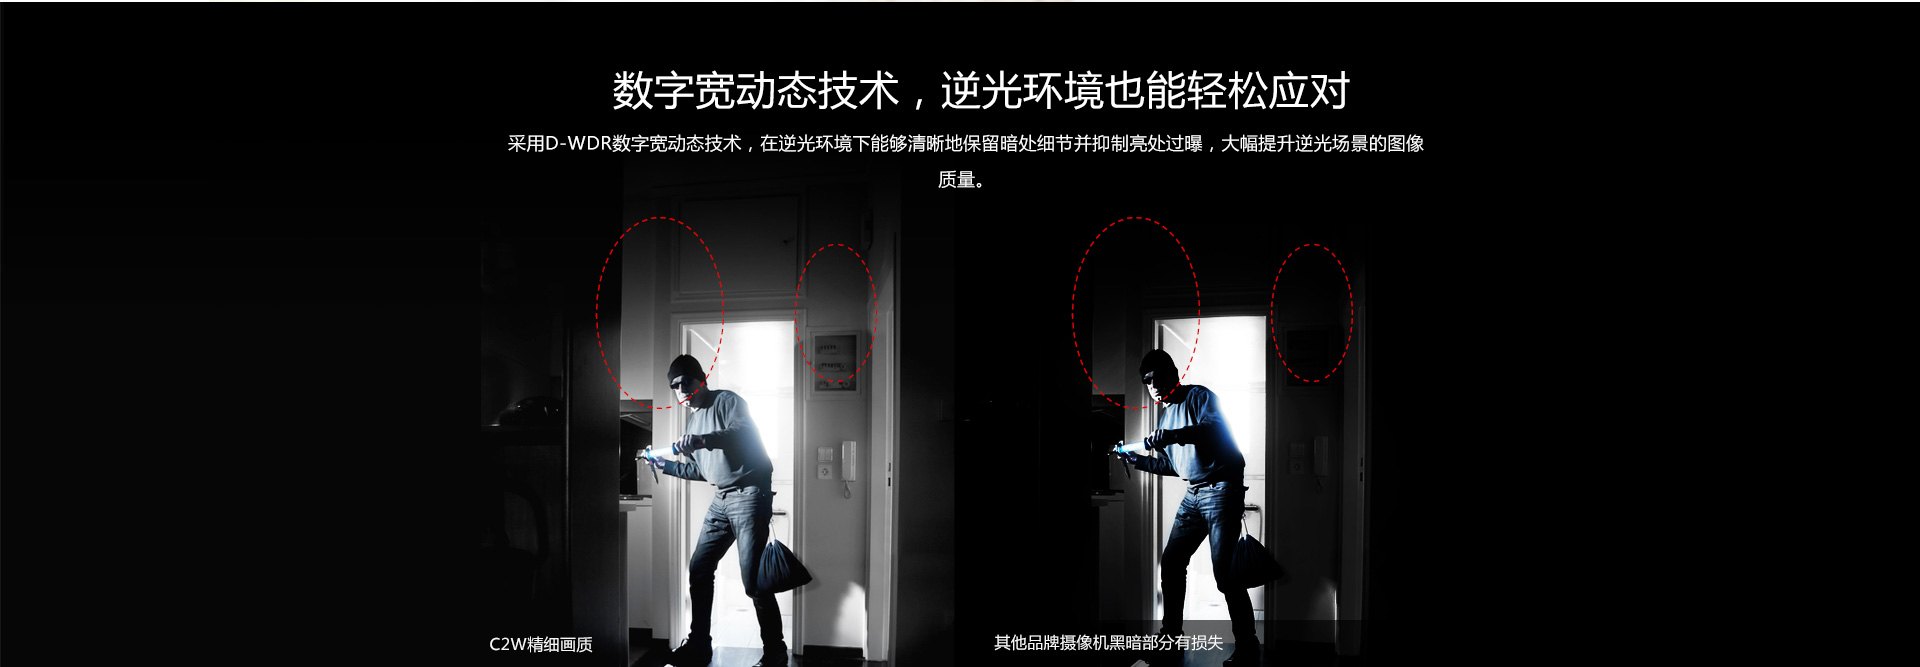 数字宽动态技术，逆光环境也能轻松应对
采用D-WDR数字宽动态技术，在逆光环境下能够清晰地保留暗处细节并抑制亮处过曝，大幅提升逆光场景的图像
质量。
C2W精细画质
其他品牌摄像机黑暗部分有损失